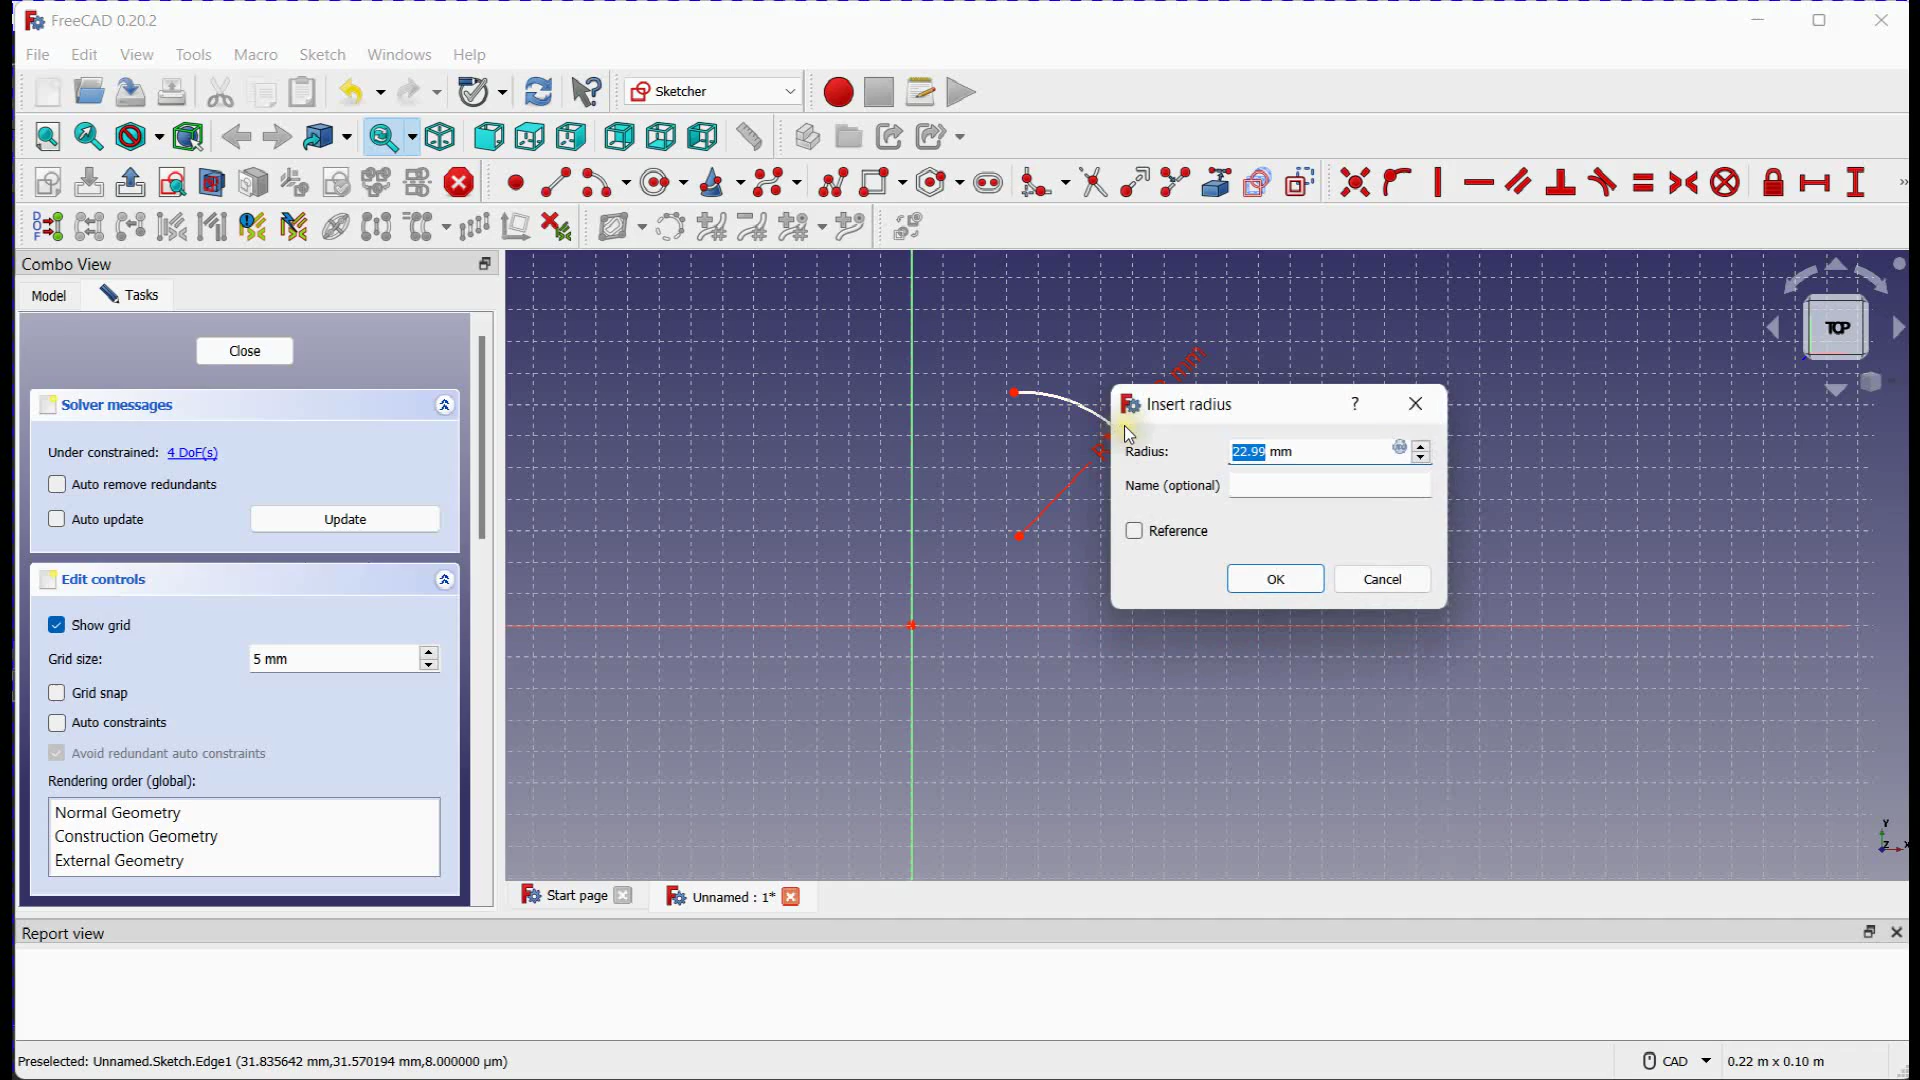 FreeCAD 0.20.2
File Edit View Tools Macro Sketch Windows Help
Sketcher
Combo View
Model Tasks
Close
Solver messages
Under constrained: 4 DoF(s)
Auto remove redundants
Auto update Update
Edit controls
Show grid
Grid size: 5 mm
Grid snap
Auto constraints
Avoid redundant auto constraints
Rendering order (global):
Normal Geometry
Construction Geometry
External Geometry
TOP
mm
Insert radius
Radius: 22.99 mm
Name (optional)
Reference
OK Cancel
Y
Z X
Start page Unnamed : 1*
Report view
Preselected: Unnamed.Sketch.Edge1 (31.835642 mm,31.570194 mm,8.000000 µm)
CAD 0.22 m x 0.10 m